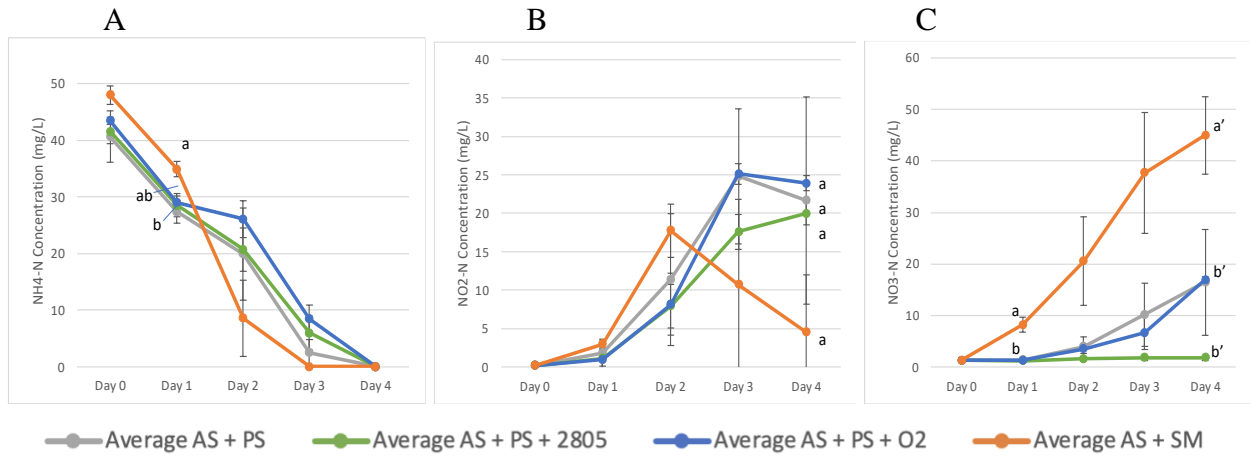 A
NH4-N Concentration (mg/L)
50
40
30
20
10
0
a
ab
b
Day 0 Day 1 Day 2 Day 3 Day 4
B
NO2-N Concentration (mg/L)
40
35
30
25
20
15
10
5
0
a
a
a
a
Day 0 Day 1 Day 2 Day 3 Day 4
C
NO3-N Concentration (mg/L)
60
50
40
30
20
10
0
a
b
a’
b’
b’
Day 0 Day 1 Day 2 Day 3 Day 4
Average AS + PS Average AS + PS + 2805 Average AS + PS + O2 Average AS + SM